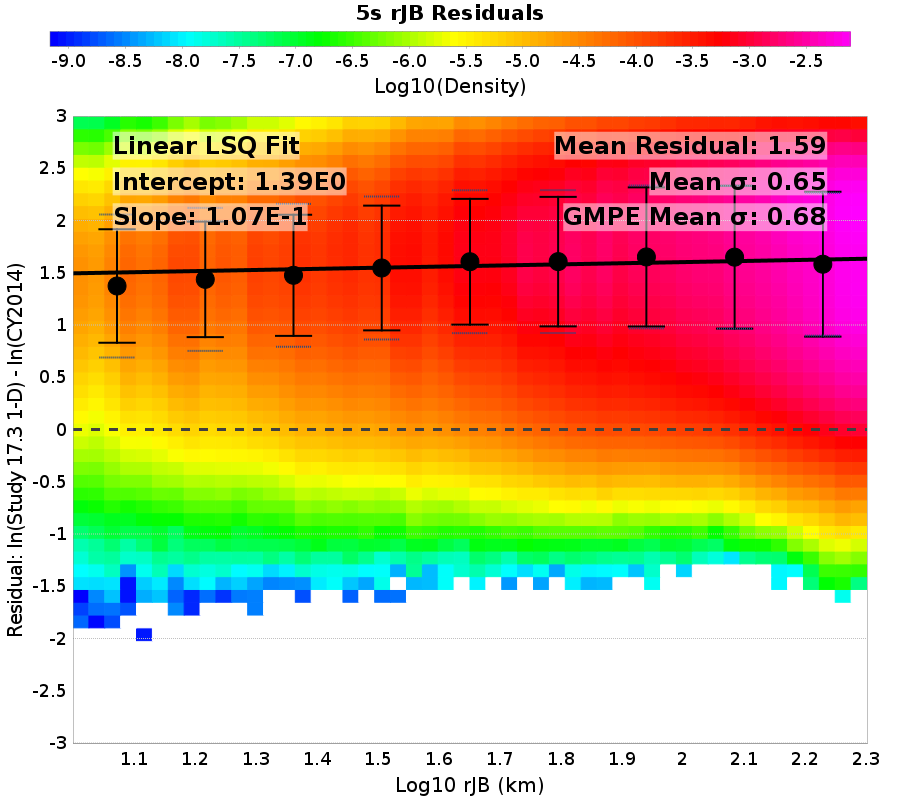 5s rJB Residuals
-9.0 -8.5 -8.0 -7.5 -7.0 -6.5 -6.0 -5.5 -5.0 -4.5 -4.0 -3.5 -3.0 -2.5
Log10(Density)
Linear LSQ Fit
Intercept: 1.39E0
Slope: 1.07E-1
Mean Residual: 1.59
Mean σ: 0.65
GMPE Mean σ: 0.68
Residual: ln(Study 17.3 1-D) - ln(CY2014)
3
2.5
2
1.5
1
0.5
0
-0.5
-1
-1.5
-2
-2.5
-3
1.1 1.2 1.3 1.4 1.5 1.6 1.7 1.8 1.9 2 2.1 2.2 2.3
Log10 rJB (km)